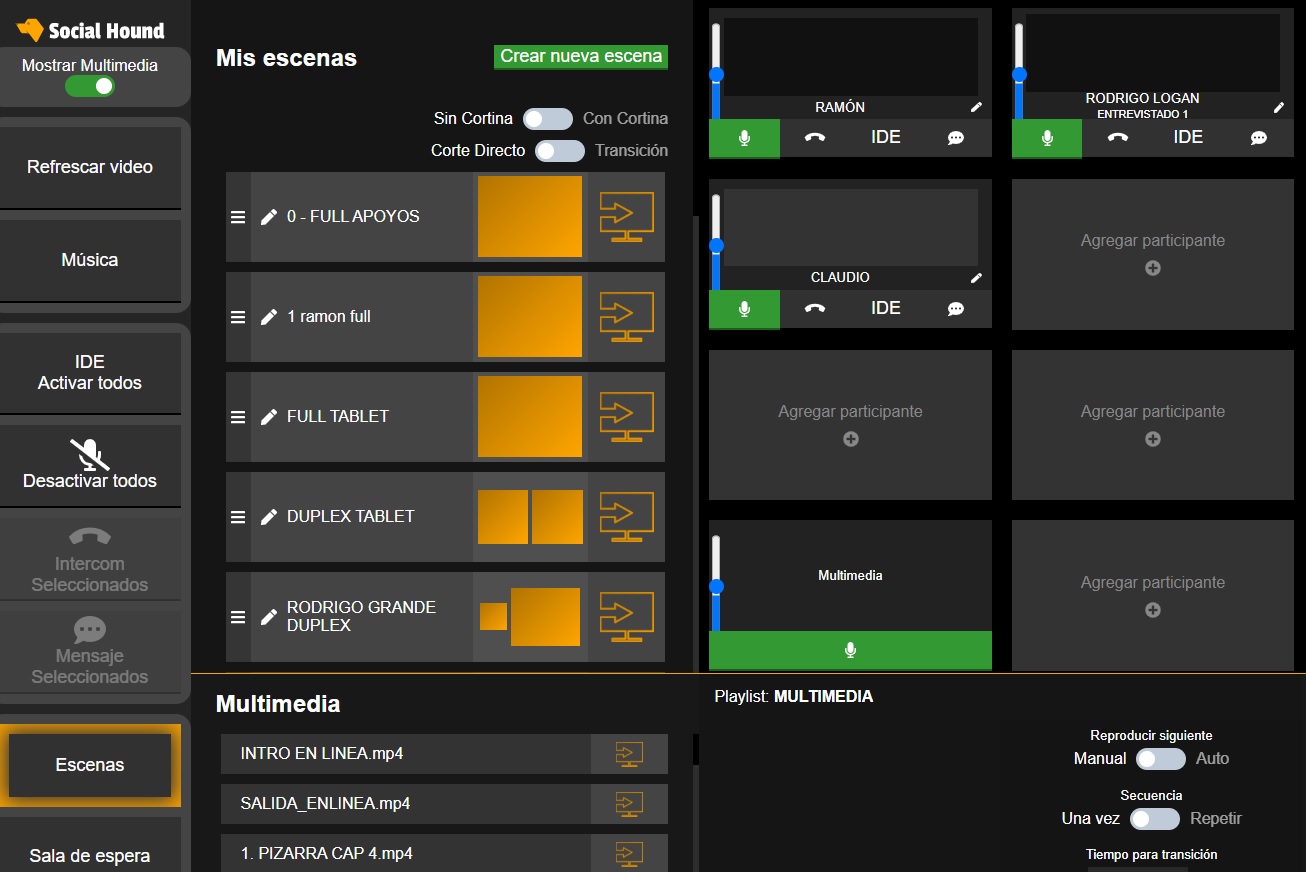 Social Hound
Mostrar Multimedia
Refrescar video
Música
IDE
Activar todos
Desactivar todos
Intercom
Seleccionados
Mensaje
Seleccionados
Escenas
Sala de espera
Mis escenas
Crear nueva escena
Sin Cortina
Con Cortina
Corte Directo
Transición
0 - FULL APOYOS
1 ramon full
FULL TABLET
DUPLEX TABLET
RODRIGO GRANDE
DUPLEX
RAMÓN
IDE
RODRIGO LOGAN
ENTREVISTADO 1
IDE
CLAUDIO
IDE
Agregar participante
Agregar participante
Agregar participante
Multimedia
Agregar participante
Multimedia
INTRO EN LINEA.mp4
SALIDA_ENLINEA.mp4
1. PIZARRA CAP 4.mp4
Playlist: MULTIMEDIA
Reproducir siguiente
Manual
Auto
Secuencia
Una vez
Repetir
Tiempo para transición